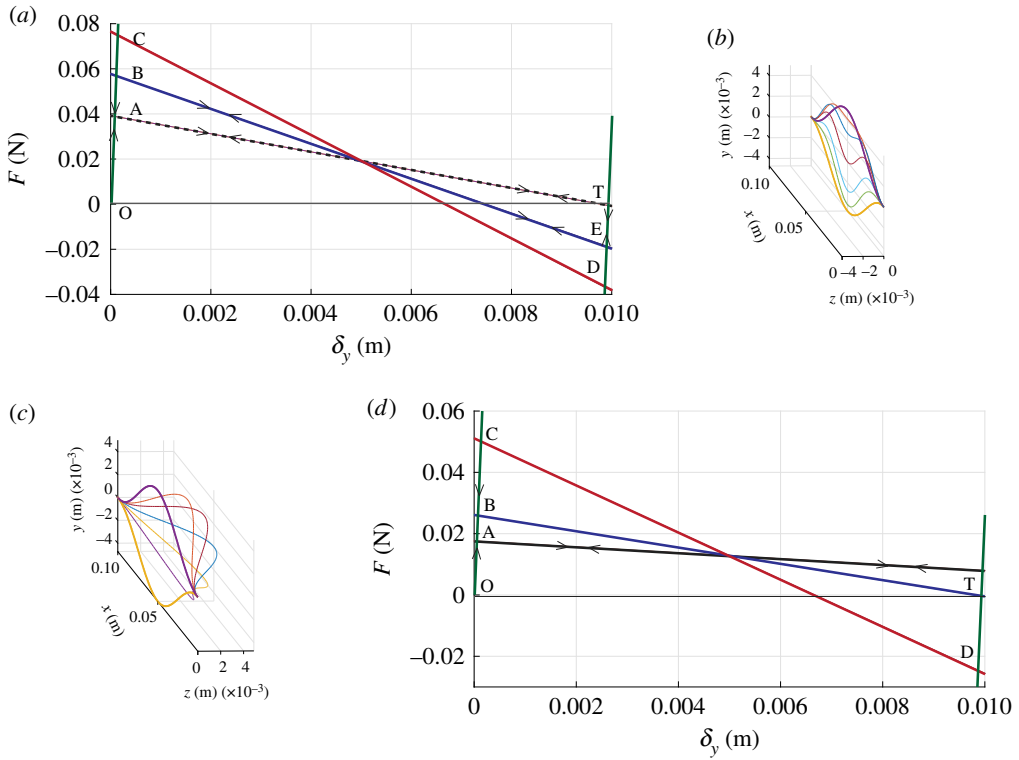 (a)
0.08
0.06
0.04
0.02
0
–0.02
–0.04
F (N)
C
B
A
O
T
E
D
0
0.002
0.004
0.006
0.008
0.010
δy (m)
(b)
4
2
0
–2
–4
y (m) (×10–3)
0.10
0.05
0
x (m)
–4 –2 0
z (m) (×10–3)
(c)
4
2
0
–2
–4
y (m) (×10–3)
0.10
0.05
x (m)
0 2 4
z (m) (×10–3)
(d)
0.06
0.04
0.02
0
–0.02
F (N)
C
B
A
O
T
D
0
0.002
0.004
0.006
0.008
0.010
δy (m)